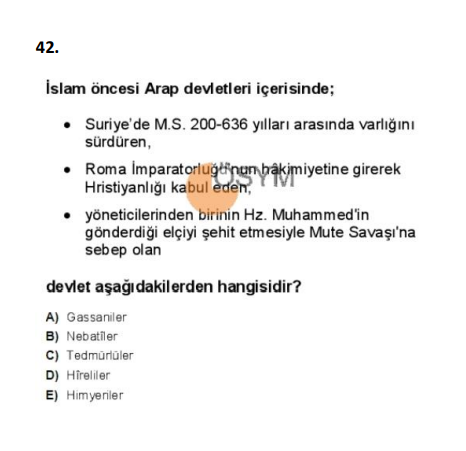 42.
İslam öncesi Arap devletleri içerisinde;
• Suriye'de M.S. 200-636 yılları arasında varlığını
sürdüren,
• Roma İmparatorluğu'nun hâkimiyetine girerek
Hristiyanlığı kabul eden,
ÖSYM
• yöneticilerinden birinin Hz. Muhammed'in
gönderdiği elçiyi şehit etmesiyle Mute Savaşı'na
sebep olan
devlet aşağıdakilerden hangisidir?
A) Gassaniler
B) Nebatîler
C) Tedmürlüler
D) Hîreliler
E) Himyeriler